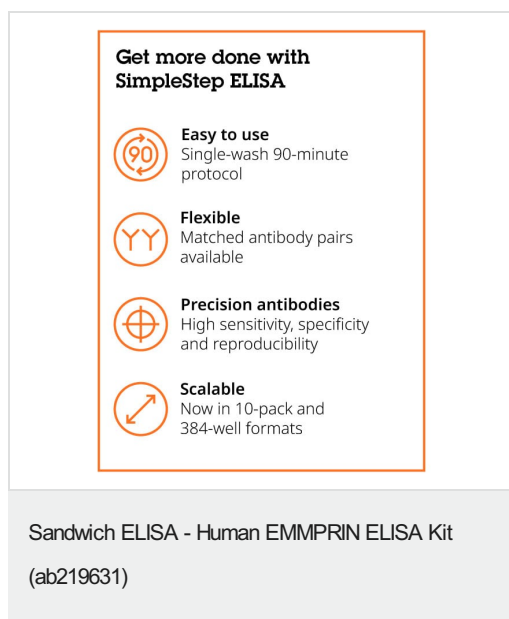 Get more done with
SimpleStep ELISA
90
Easy to use
Single-wash 90-minute
protocol
YY
Flexible
Matched antibody pairs
available
Precision antibodies
High sensitivity, specificity
and reproducibility
Scalable
Now in 10-pack and
384-well formats
Sandwich ELISA - Human EMMPRIN ELISA Kit
(ab219631)